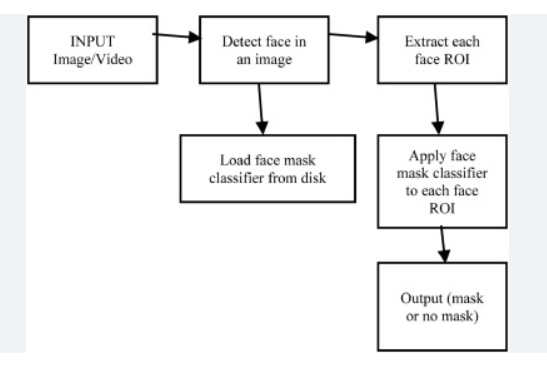 INPUT
Image/Video
Detect face in
an image
Extract each
face ROI
Load face mask
classifier from disk
Apply face
mask classifier
to each face
ROI
Output (mask
or no mask)